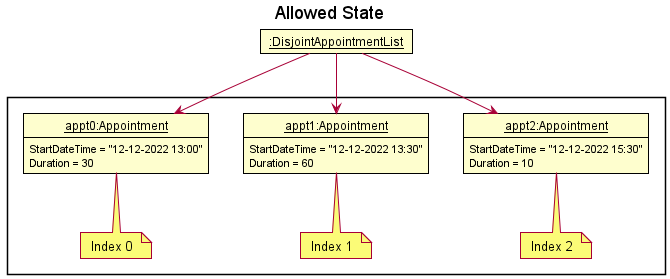 Allowed State
:DisjointAppointmentList
appt0:Appointment
StartDateTime = "12-12-2022 13:00"
Duration = 30
Index 0
appt1:Appointment
StartDateTime = "12-12-2022 13:30"
Duration = 60
Index 1
appt2:Appointment
StartDateTime = "12-12-2022 15:30"
Duration = 10
Index 2